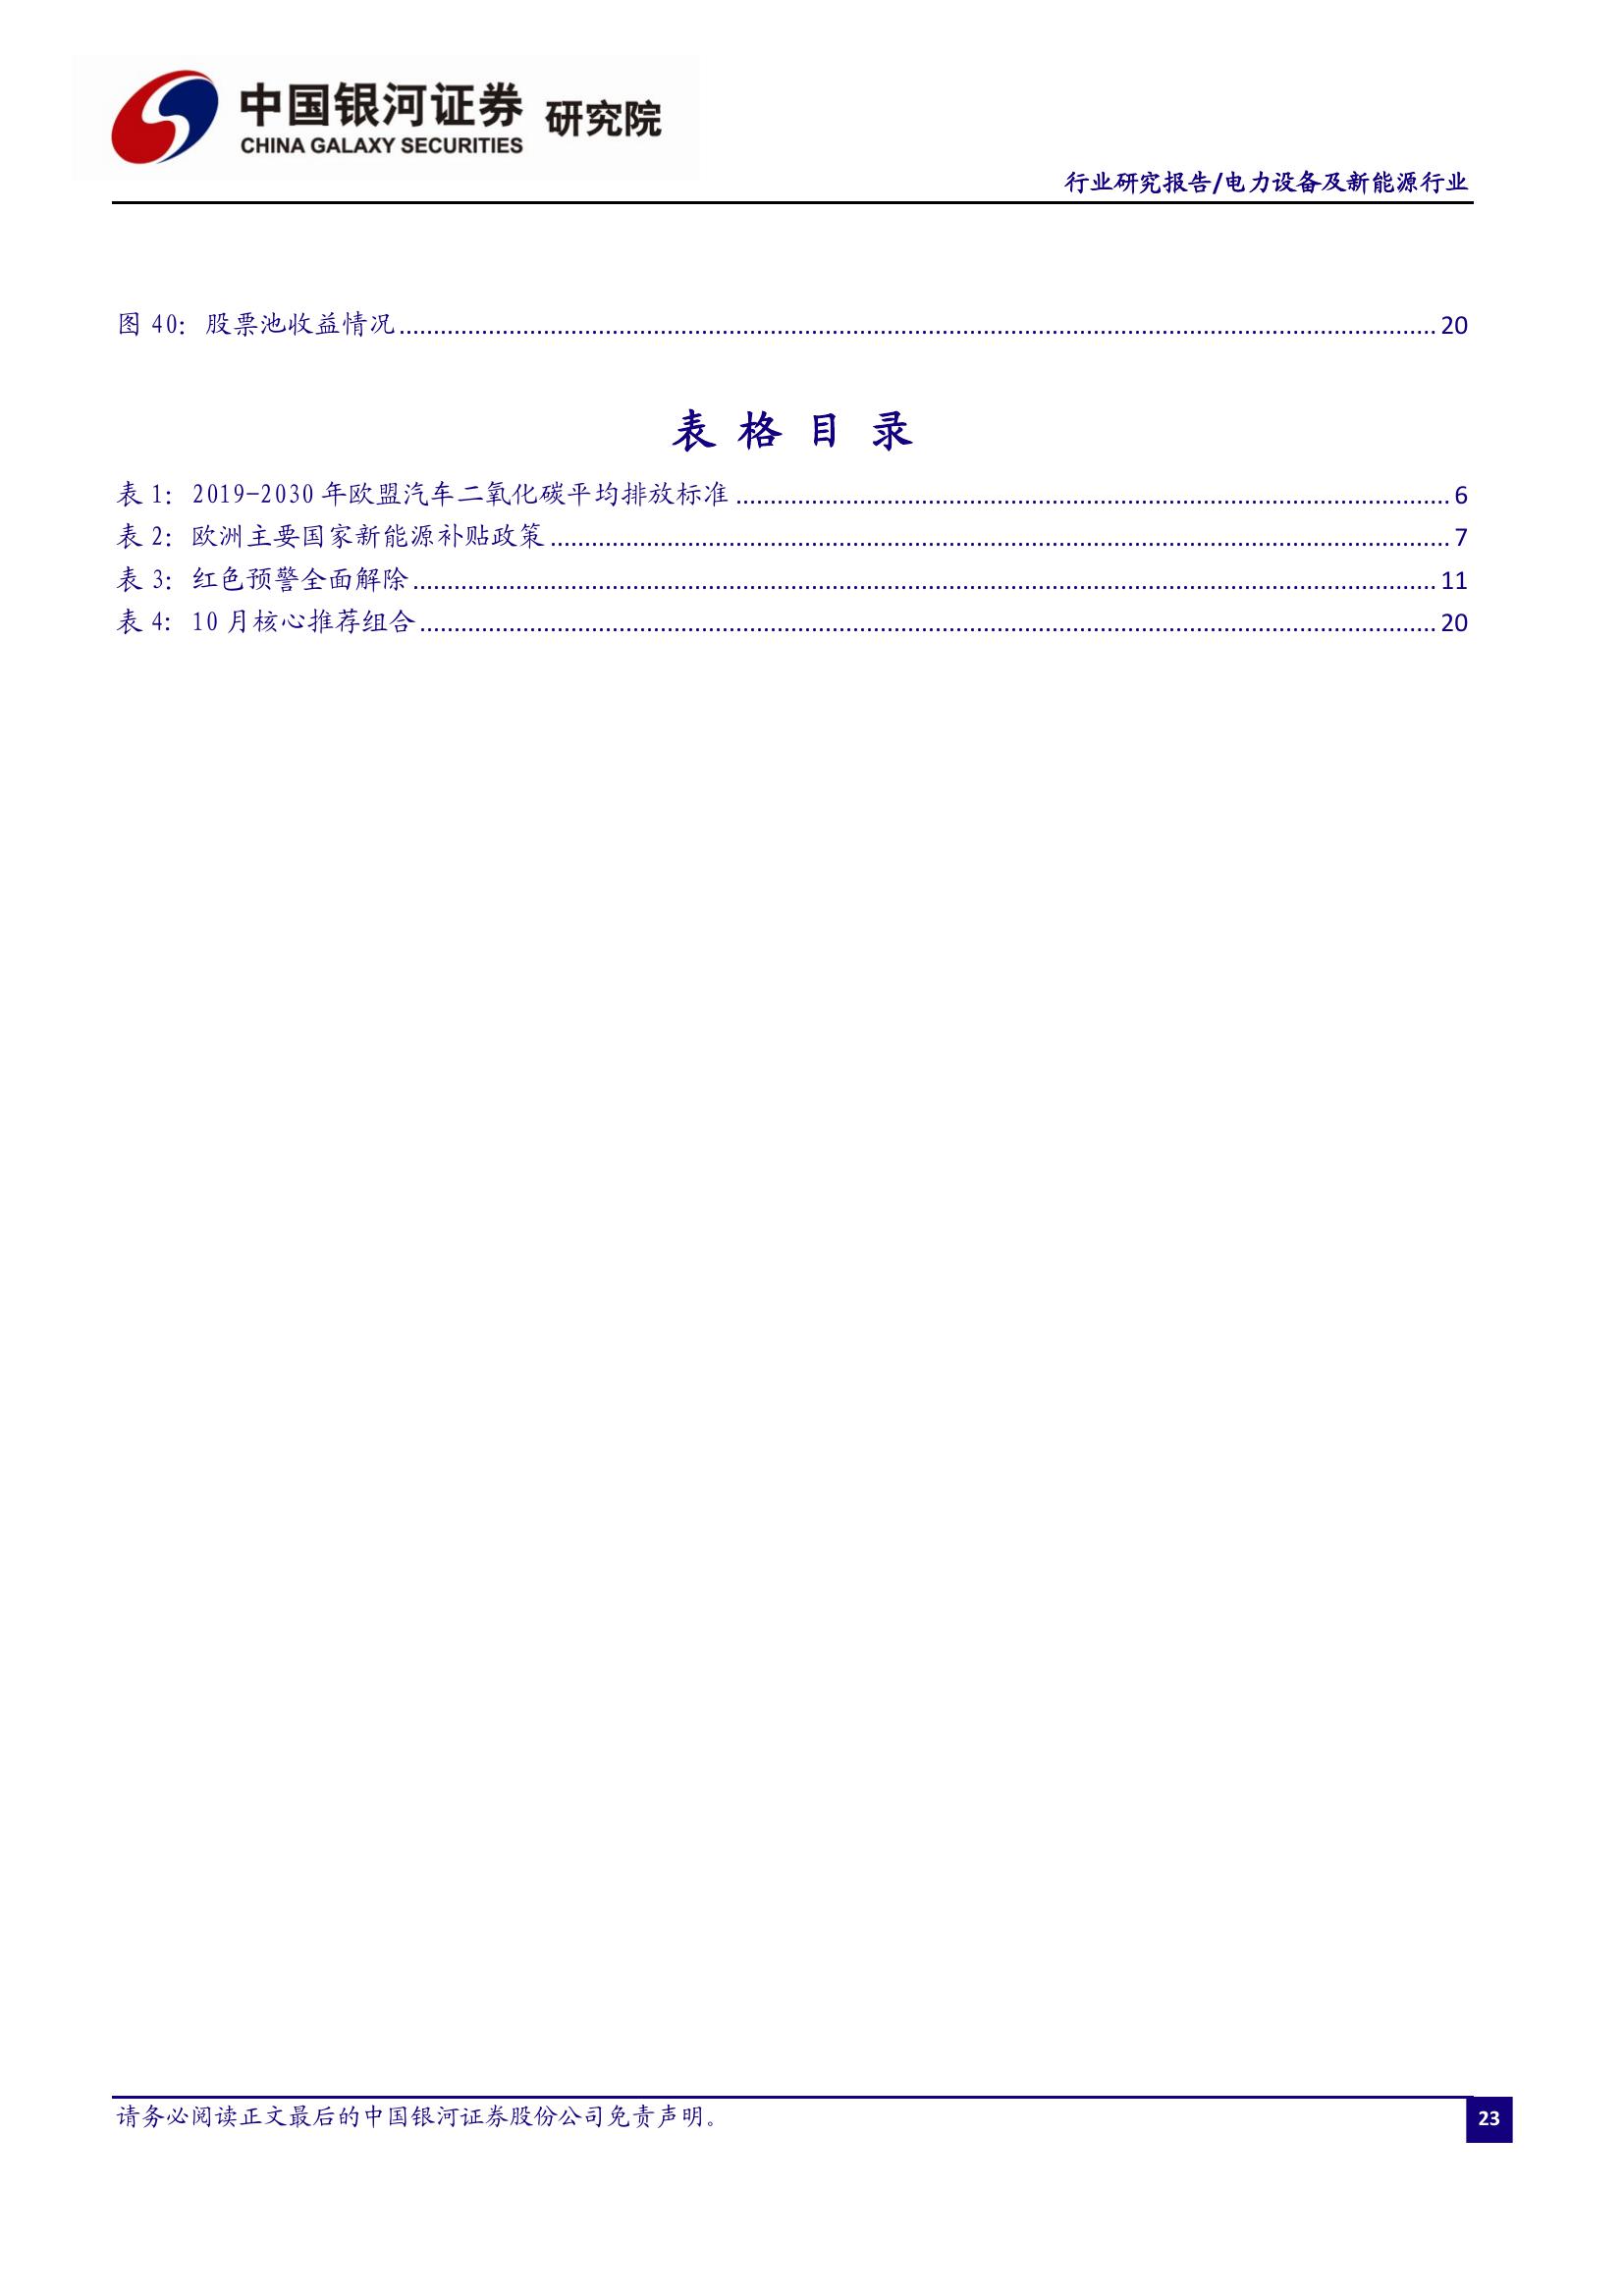 中国银河证券 研究院
CHINA GALAXY SECURITIES
行业研究报告/电力设备及新能源行业
图 40：股票池收益情况........................................................................20
表 格 目 录
表 1：2019-2030 年欧盟汽车二氧化碳平均排放标准........................................................................6
表 2：欧洲主要国家新能源补贴政策........................................................................7
表 3：红色预警全面解除........................................................................11
表 4：10 月核心推荐组合........................................................................20
请务必阅读正文最后的中国银河证券股份公司免责声明。
23